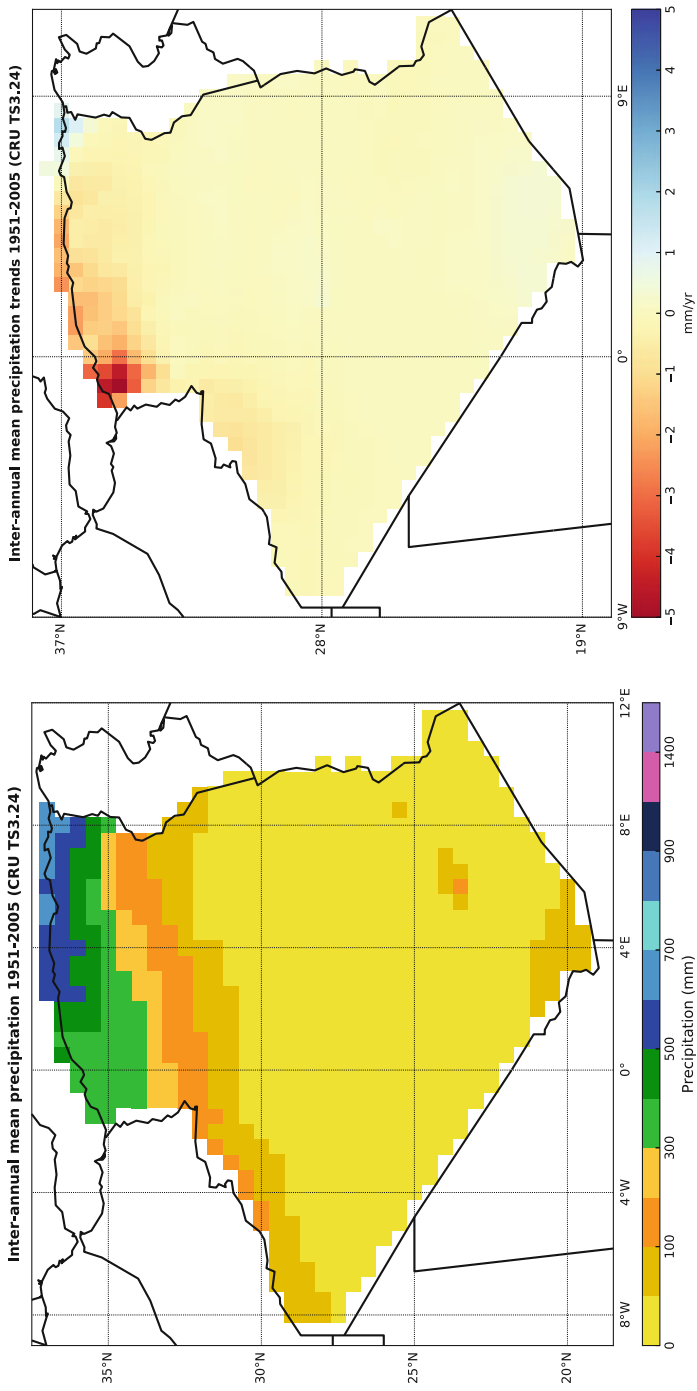 Inter-annual mean precipitation 1951-2005 (CRU TS3.24)
35°N
30°N
25°N
20°N
8°W
4°W
0°
4°E
8°E
12°E
0
100
300
500
700
900
1400
Precipitation (mm)
Inter-annual mean precipitation trends 1951-2005 (CRU TS3.24)
37°N
28°N
19°N
9°W
0°
9°E
−5
−4
−3
−2
−1
0
1
2
3
4
5
mm/yr